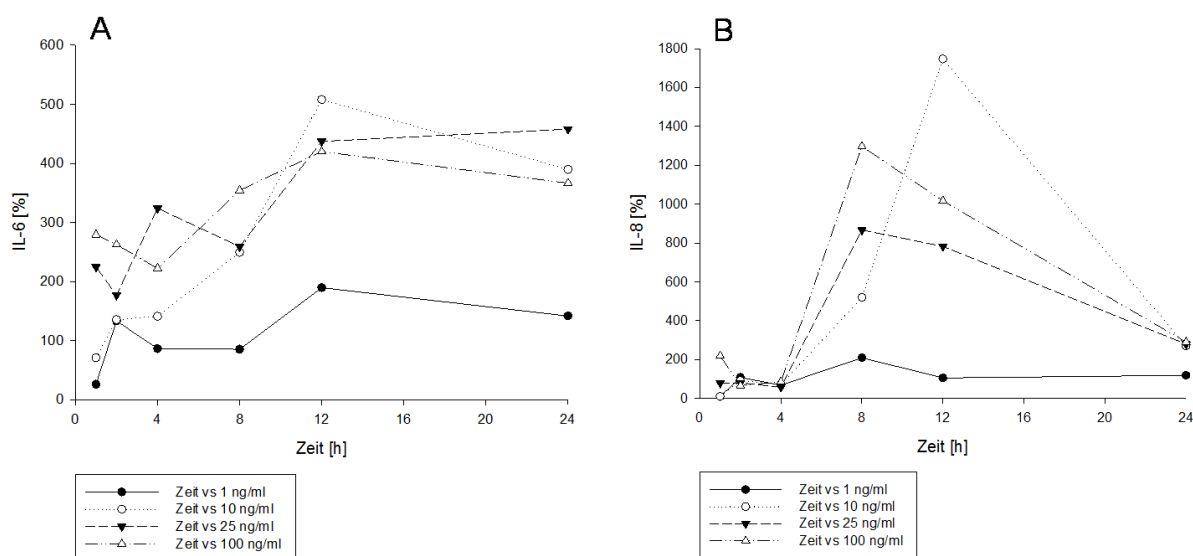 A
600
500
400
300
200
100
0
IL-6 [%]
0 4 8 12 16 20 24
Zeit [h]
Zeit vs 1 ng/ml
Zeit vs 10 ng/ml
Zeit vs 25 ng/ml
Zeit vs 100 ng/ml
B
1800
1600
1400
1200
1000
800
600
400
200
0
IL-8 [%]
0 4 8 12 16 20 24
Zeit [h]
Zeit vs 1 ng/ml
Zeit vs 10 ng/ml
Zeit vs 25 ng/ml
Zeit vs 100 ng/ml